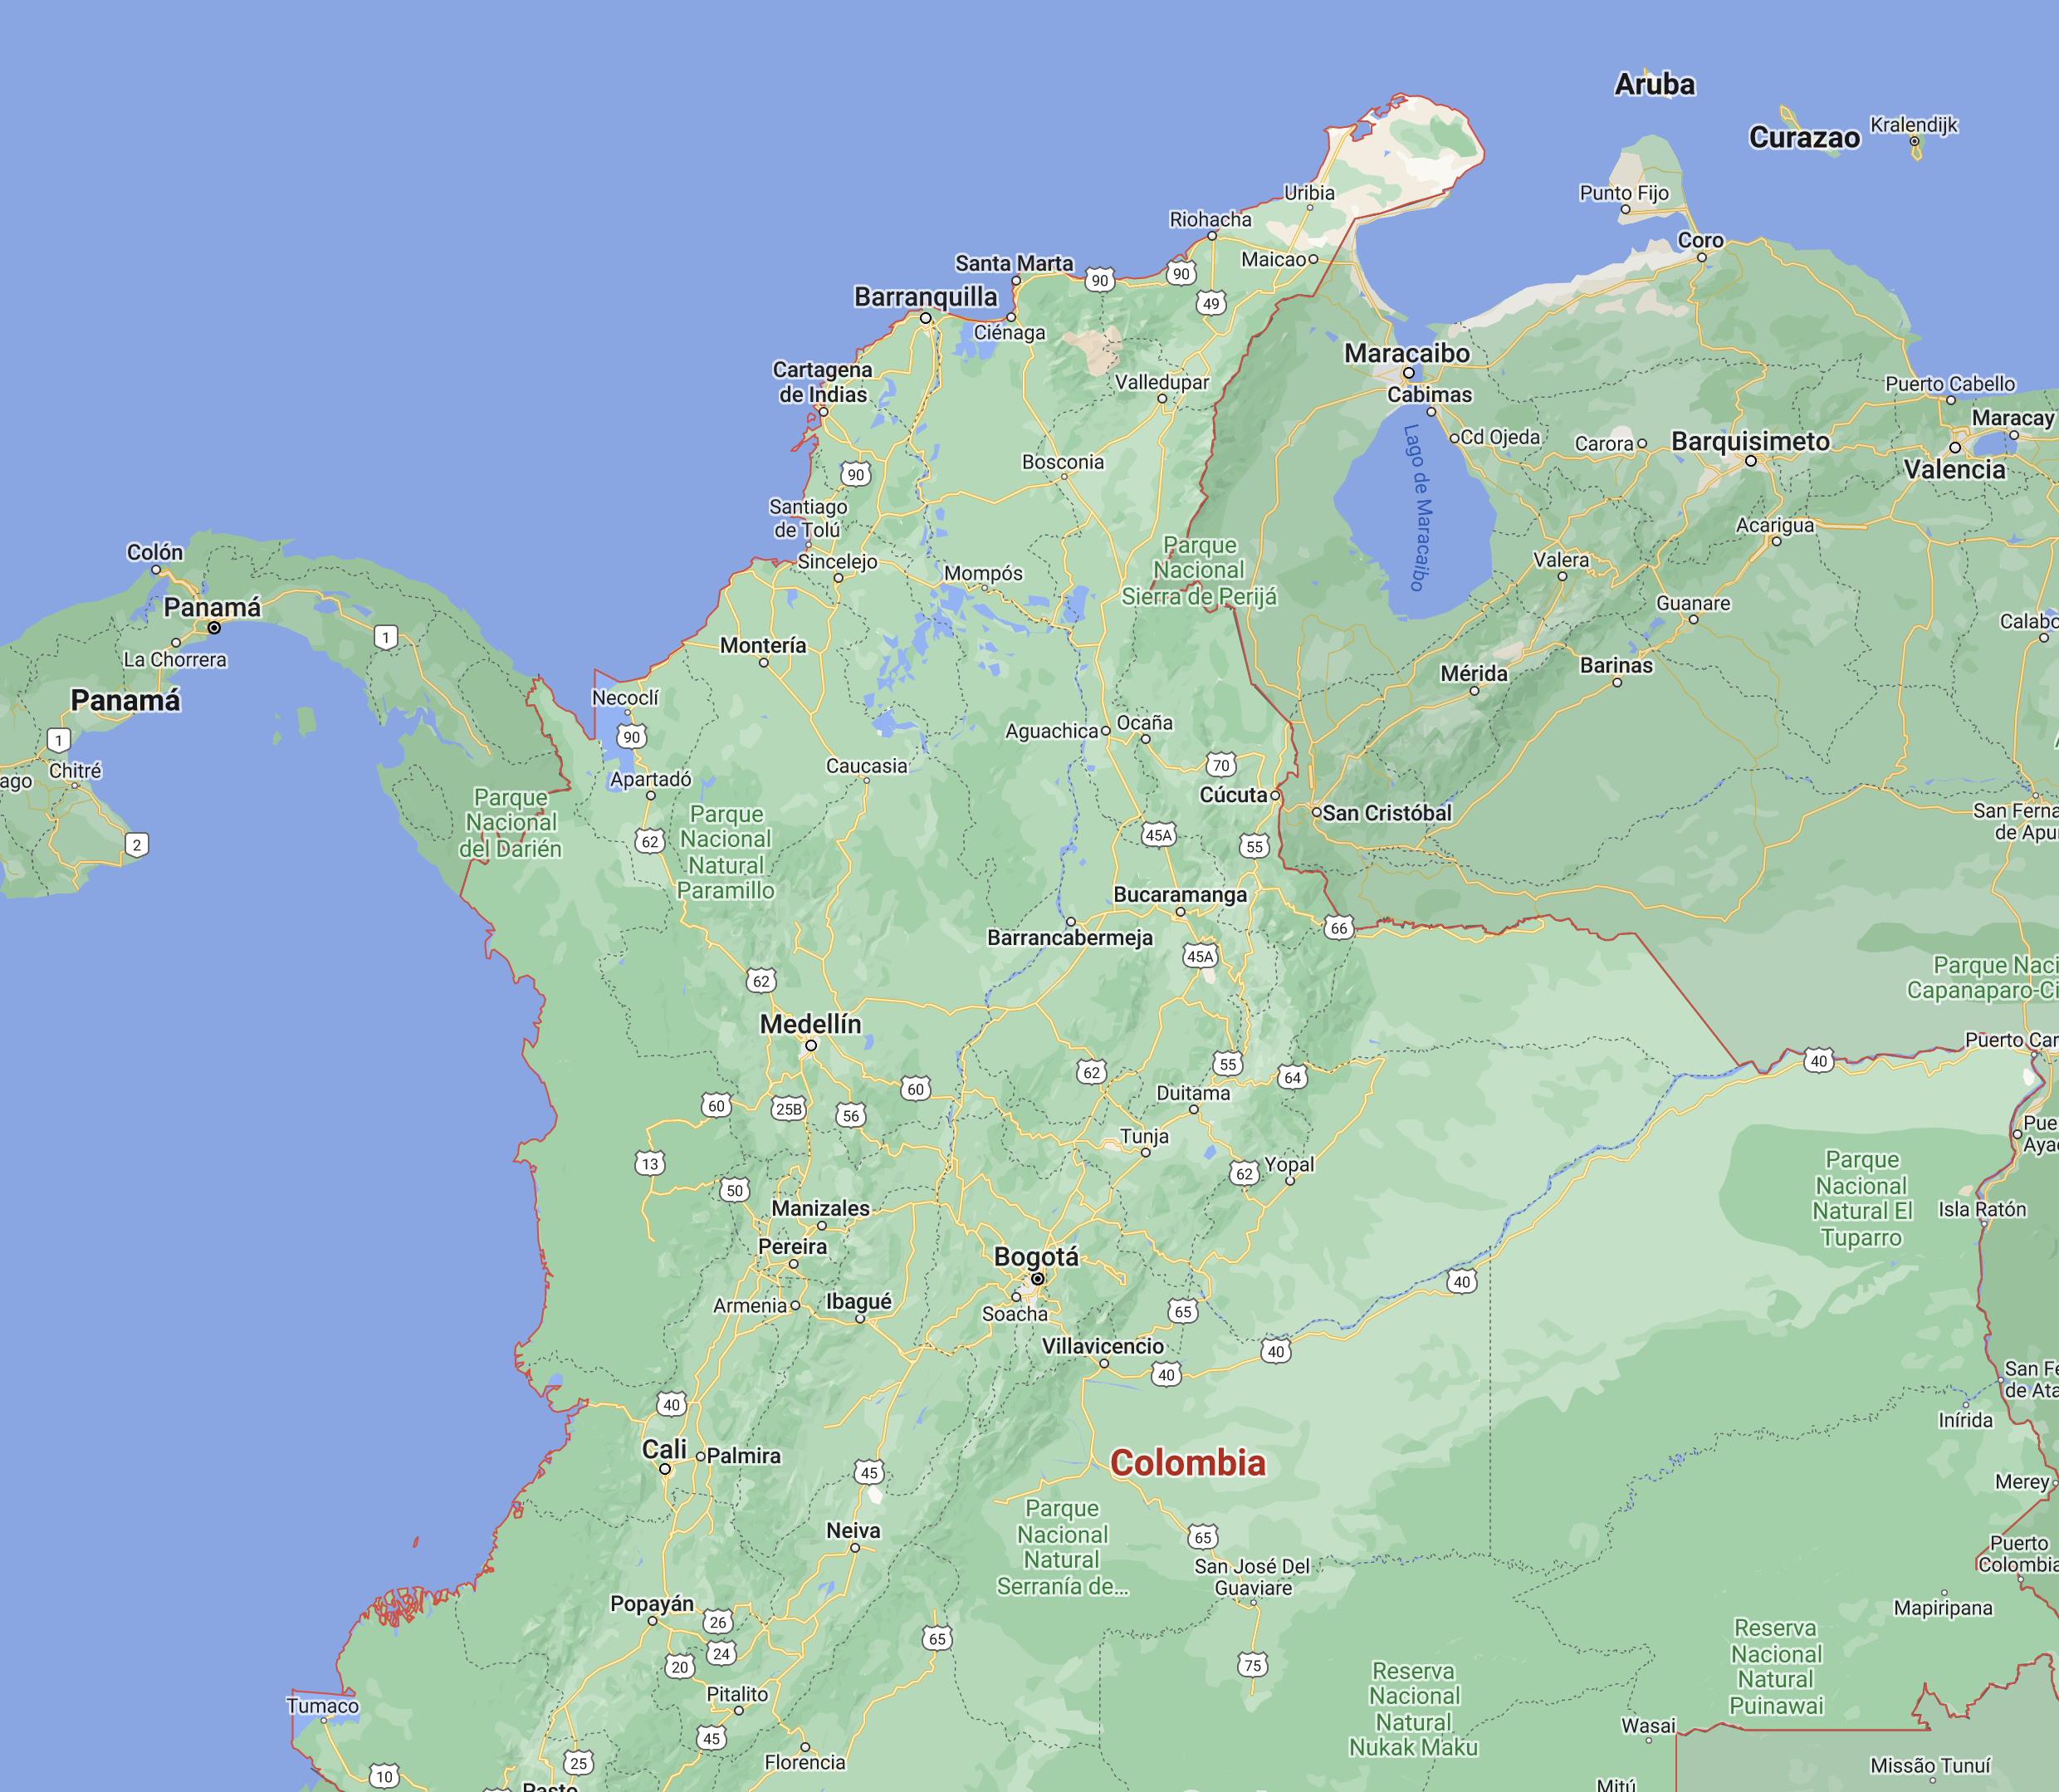 Aruba
Curazao
Kralendijk
Uribia
Punto Fijo
Riohacha
Coro
Maicao
Santa Marta
90
90
49
Barranquilla
Ciénaga
Maracaibo
Cartagena
de Indias
Valledupar
Cabimas
Puerto Cabello
Maracay
Cd Ojeda
Carora
Barquisimeto
Valencia
Bosconia
90
Lago de Maracaibo
Santiago
de Tolú
Acarigua
Colón
Sincelejo
Mompós
Parque
Nacional
Sierra de Perijá
Valera
Panamá
1
Guanare
Calabo
La Chorrera
Montería
Mérida
Barinas
Panamá
Necoclí
90
Aguachica
Ocaña
1
Chitré
ago
Apartadó
Caucasia
70
Cúcuta
San Cristóbal
Parque
Nacional
del Darién
Parque
Nacional
Natural
Paramillo
San Ferna
de Apur
2
62
45A
55
Bucaramanga
Barrancabermeja
66
45A
Parque Naci
Capanaparo-Ci
62
Medellín
Puerto Car
40
62
55
64
60
Duitama
60
25B
56
Tunja
Pue
Ayac
13
62
Yopal
Parque
Nacional
Natural El
Tuparro
50
Manizales
Isla Ratón
Pereira
Bogotá
40
Armenia
Ibagué
Soacha
65
Villavicencio
40
40
San Fe
de Ata
40
Inírida
Cali
Palmira
Colombia
45
Merey
Parque
Nacional
Natural
Serranía de...
Neiva
65
San José Del
Guaviare
Puerto
Colombia
Popayán
26
Mapiripana
24
65
20
75
Reserva
Nacional
Natural
Puinawai
Reserva
Nacional
Natural
Nukak Maku
Pitalito
Tumaco
45
Wasai
25
Florencia
10
Missão Tunuí
Pasto
Mitú